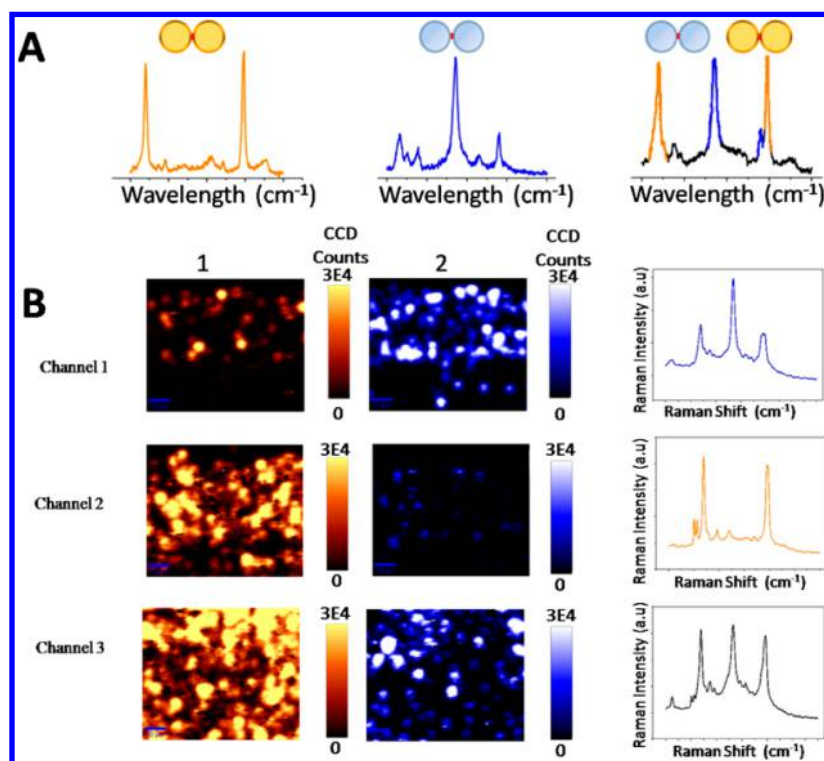 A
Wavelength (cm-1)
Wavelength (cm-1)
Wavelength (cm-1)
B
1
CCD
Counts
2
CCD
Counts
Channel 1
3E4
0
3E4
0
Raman Intensity (a.u)
Raman Shift (cm-1)
Channel 2
3E4
0
3E4
0
Raman Intensity (a.u)
Raman Shift (cm-1)
Channel 3
3E4
0
3E4
0
Raman Intensity (a.u)
Raman Shift (cm-1)